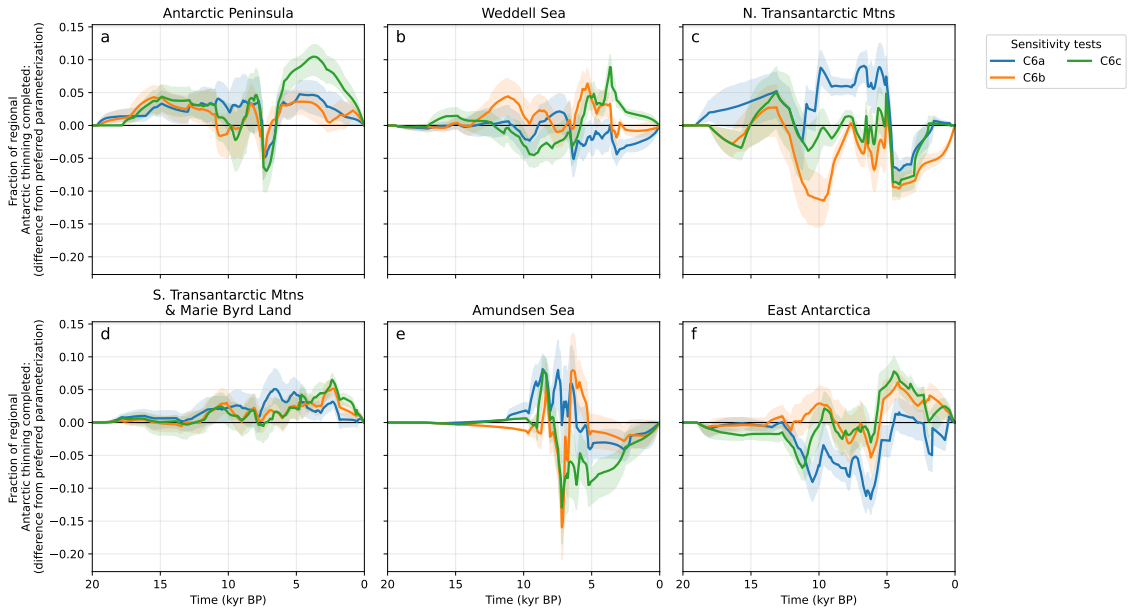 Antarctic Peninsula
Weddell Sea
N. Transantarctic Mtns
a
b
c
Sensitivity tests
C6a
C6c
C6b
Fraction of regional
Antarctic thinning completed:
(difference from preferred parameterization)
0.15
0.10
0.05
0.00
−0.05
−0.10
−0.15
−0.20
S. Transantarctic Mtns
& Marie Byrd Land
Amundsen Sea
East Antarctica
d
e
f
Fraction of regional
Antarctic thinning completed:
(difference from preferred parameterization)
0.15
0.10
0.05
0.00
−0.05
−0.10
−0.15
−0.20
20 15 10 5 0
20 15 10 5 0
20 15 10 5 0
Time (kyr BP)
Time (kyr BP)
Time (kyr BP)